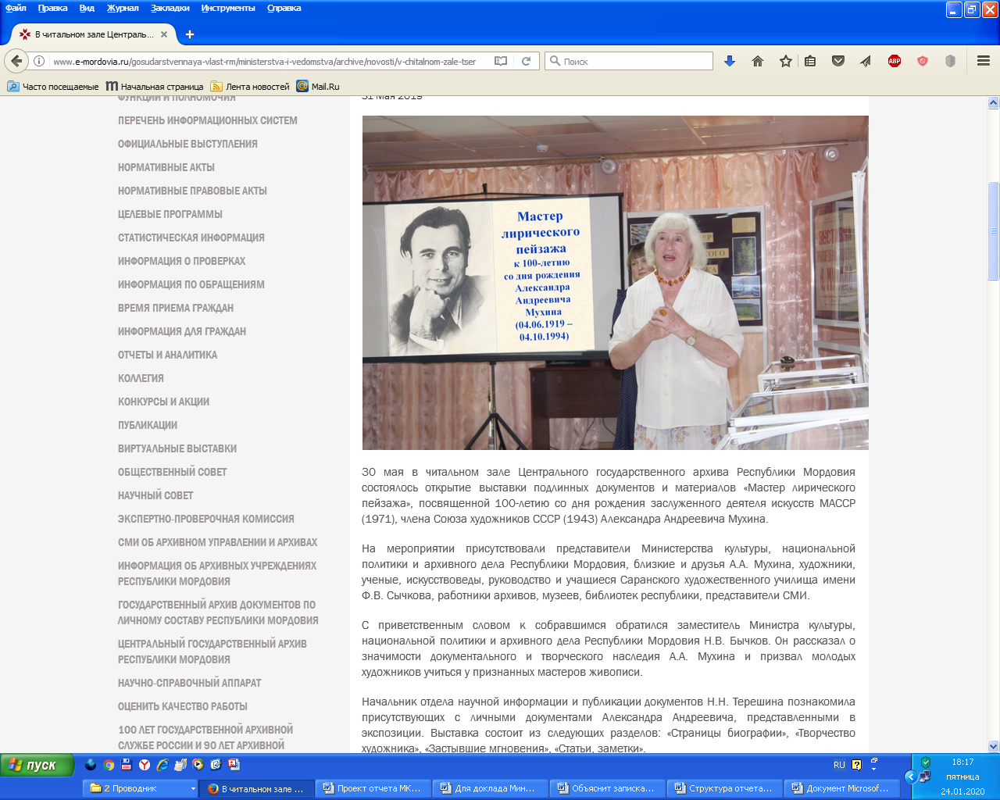 Файл Правка Вид Журнал Закладки Инструменты Справка
В читальном зале Централь...
www.e-mordovia.ru/gosudarstvennaya-vlast-rm/ministerstva-i-vedomstva/archive/novosti/v-chitalnom-zale-tser
Поиск
ABP
Часто посещаемые Начальная страница Лента новостей Mail.Ru
ФУНКЦИИ И ПОЛНОМОЧИЯ
ПЕРЕЧЕНЬ ИНФОРМАЦИОННЫХ СИСТЕМ
ОФИЦИАЛЬНЫЕ ВЫСТУПЛЕНИЯ
НОРМАТИВНЫЕ АКТЫ
НОРМАТИВНЫЕ ПРАВОВЫЕ АКТЫ
ЦЕЛЕВЫЕ ПРОГРАММЫ
СТАТИСТИЧЕСКАЯ ИНФОРМАЦИЯ
ИНФОРМАЦИЯ О ПРОВЕРКАХ
ИНФОРМАЦИЯ ПО ОБРАЩЕНИЯМ
ВРЕМЯ ПРИЕМА ГРАЖДАН
ИНФОРМАЦИЯ ДЛЯ ГРАЖДАН
ОТЧЕТЫ И АНАЛИТИКА
КОЛЛЕГИЯ
КОНКУРСЫ И АКЦИИ
ПУБЛИКАЦИИ
ВИРТУАЛЬНЫЕ ВЫСТАВКИ
ОБЩЕСТВЕННЫЙ СОВЕТ
НАУЧНЫЙ СОВЕТ
ЭКСПЕРТНО-ПРОВЕРОЧНАЯ КОМИССИЯ
СМИ ОБ АРХИВНОМ УПРАВЛЕНИИ И АРХИВАХ
ИНФОРМАЦИЯ ОБ АРХИВНЫХ УЧРЕЖДЕНИЯХ
РЕСПУБЛИКИ МОРДОВИЯ
ГОСУДАРСТВЕННЫЙ АРХИВ ДОКУМЕНТОВ ПО
ЛИЧНОМУ СОСТАВУ РЕСПУБЛИКИ МОРДОВИЯ
ЦЕНТРАЛЬНЫЙ ГОСУДАРСТВЕННЫЙ АРХИВ
РЕСПУБЛИКИ МОРДОВИЯ
НАУЧНО-СПРАВОЧНЫЙ АППАРАТ
ОЦЕНИТЬ КАЧЕСТВО РАБОТЫ
100 ЛЕТ ГОСУДАРСТВЕННОЙ АРХИВНОЙ
СЛУЖБЕ РОССИИ И 90 ЛЕТ АРХИВНОЙ
31 Мая 2019
Мастер
лирического
пейзажа
к 100-летию
со дня рождения
Александра
Андреевича
Мухина
(04.06.1919 –
04.10.1994)
30 мая в читальном зале Центрального государственного архива Республики Мордовия
состоялось открытие выставки подлинных документов и материалов «Мастер лирического
пейзажа», посвященной 100-летию со дня рождения заслуженного деятеля искусств МАССР
(1971), члена Союза художников СССР (1943) Александра Андреевича Мухина.
На мероприятии присутствовали представители Министерства культуры, национальной
политики и архивного дела Республики Мордовия, близкие и друзья А.А. Мухина, художники,
ученые, искусствоведы, руководство и учащиеся Саранского художественного училища имени
Ф.В. Сычкова, работники архивов, музеев, библиотек республики, представители СМИ.
С приветственным словом к собравшимся обратился заместитель Министра культуры,
национальной политики и архивного дела Республики Мордовия Н.В. Бычков. Он рассказал о
значимости документального и творческого наследия А.А. Мухина и призвал молодых
художников учиться у признанных мастеров живописи.
Начальник отдела научной информации и публикации документов Н.Н. Терешина познакомила
присутствующих с личными документами Александра Андреевича, представленными в
экспозиции. Выставка состоит из следующих разделов: «Страницы биографии», «Творчество
художника», «Застывшие мгновения», «Статьи, заметки».
пуск
RU
18:17
пятница
24.01.2020
2 Проводник
В читальном зале ...
Проект отчета МК...
Для доклада Мин...
Объяснит записка...
Структура отчета...
Документ Microsof...